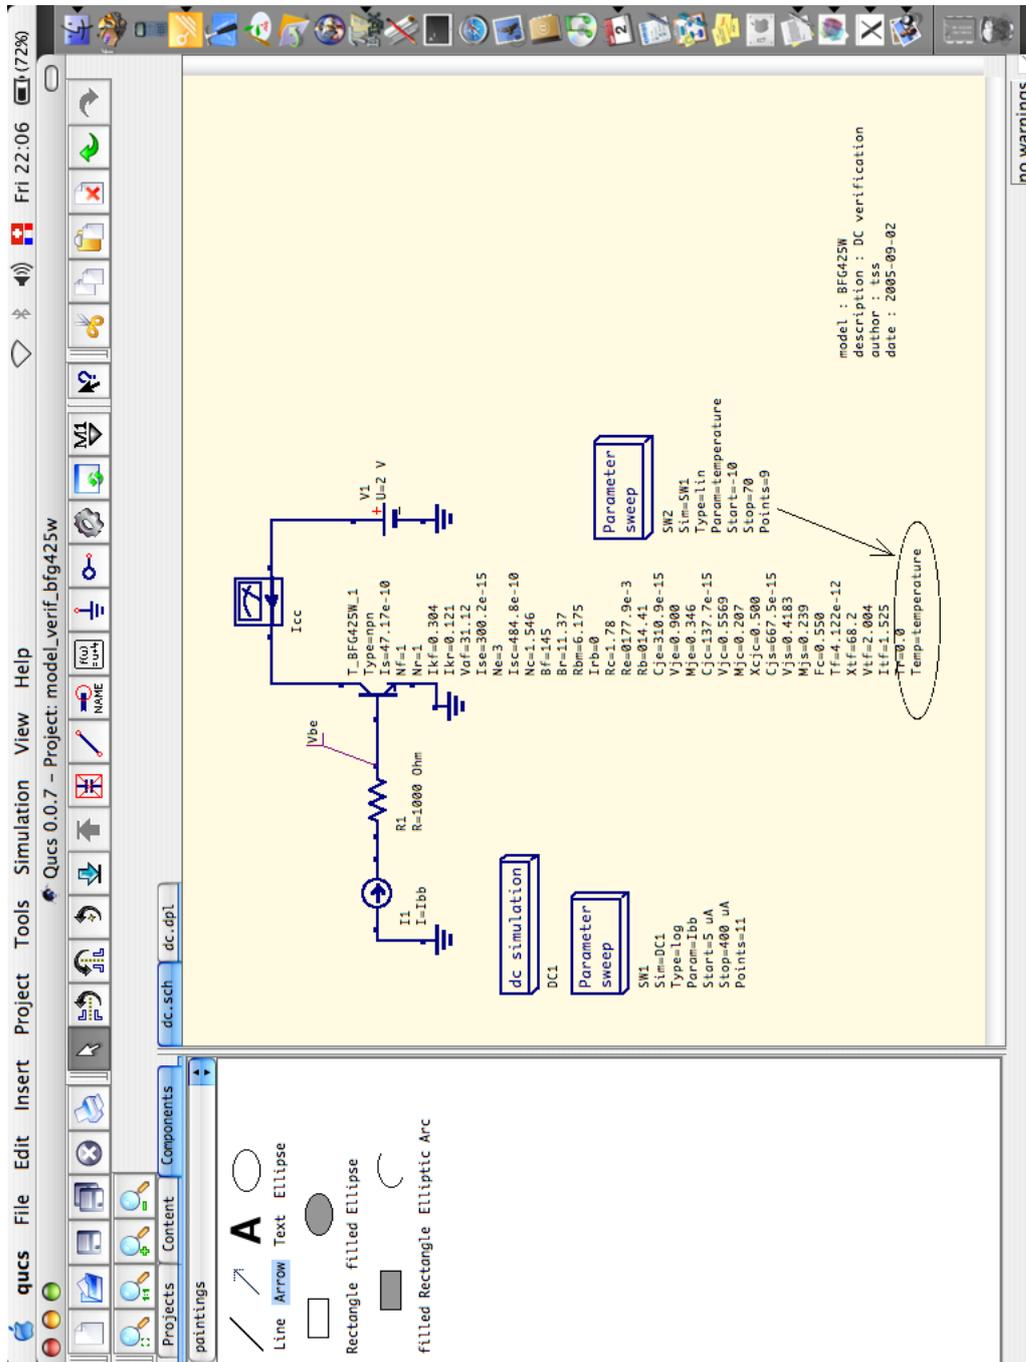 qucs File Edit Insert Project Tools Simulation View Help (72%) Fri 22:06
Qucs 0.0.7 – Project: model_verif_bfg425w
NAME
M1
Projects Content Components
dc.sch dc.dpl
paintings
Line Arrow Text Ellipse
Rectangle filled Ellipse
filled Rectangle Elliptic Arc
Icc
Vbe
V1
U=2 V
I1
I=Ibb
R1
R=1000 Ohm
T_BFG425W_1
Type=npn
Is=47.17e-10
Nf=1
Nr=1
Ikf=0.304
Ikr=0.121
Vaf=31.12
Ise=300.2e-15
Ne=3
Isc=484.8e-10
Nc=1.546
Bf=145
Br=11.37
Rbm=6.175
Irb=0
Rc=1.78
Re=0177.9e-3
Rb=014.41
Cje=310.9e-15
Vje=0.900
Mje=0.346
Cjc=137.7e-15
Vjc=0.5569
Mjc=0.207
Xcjc=0.500
Cjs=667.5e-15
Vjs=0.4183
Mjs=0.239
Fc=0.550
Tf=4.122e-12
Xtf=68.2
Vtf=2.004
Itf=1.525
Tr=0.0
Temp=temperature
dc simulation
DC1
Parameter
sweep
SW1
Sim=DC1
Type=log
Param=Ibb
Start=5 uA
Stop=400 uA
Points=11
Parameter
sweep
SW2
Sim=SW1
Type=lin
Param=temperature
Start=-10
Stop=70
Points=9
model : BFG425W
description : DC verification
author : tss
date : 2005-09-02
no warnings